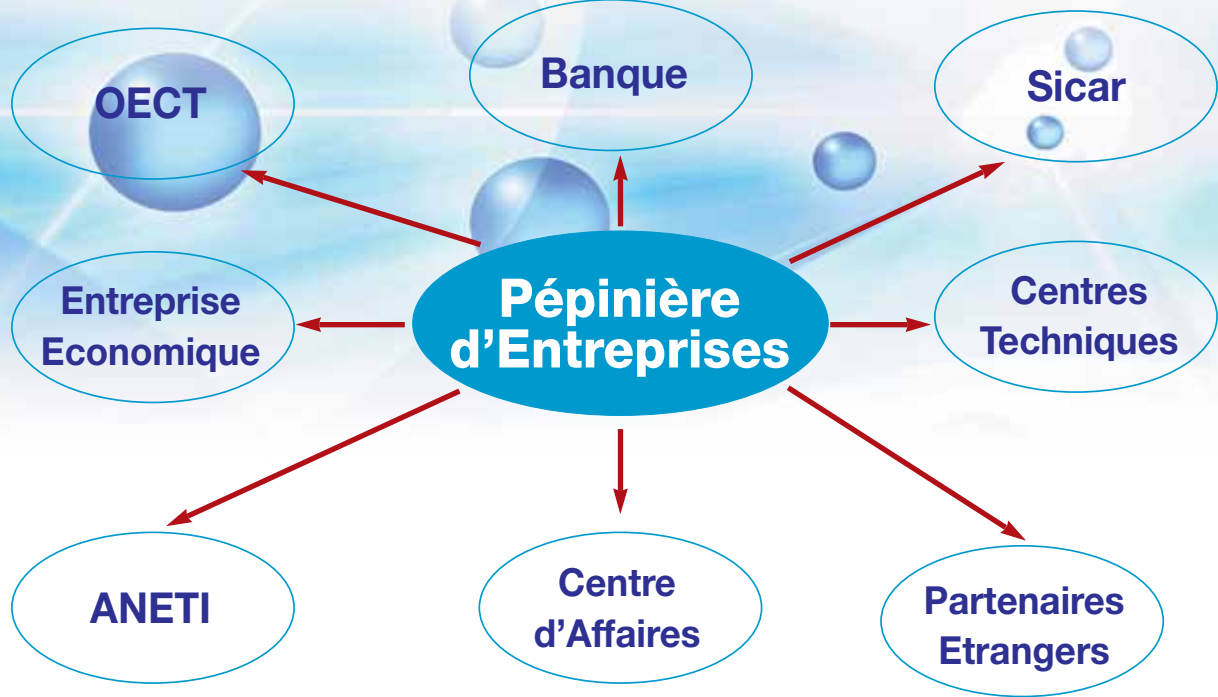 OECT
Banque
Sicar
Entreprise
Economique
Pépinière
d’Entreprises
Centres
Techniques
ANETI
Centre
d’Affaires
Partenaires
Etrangers